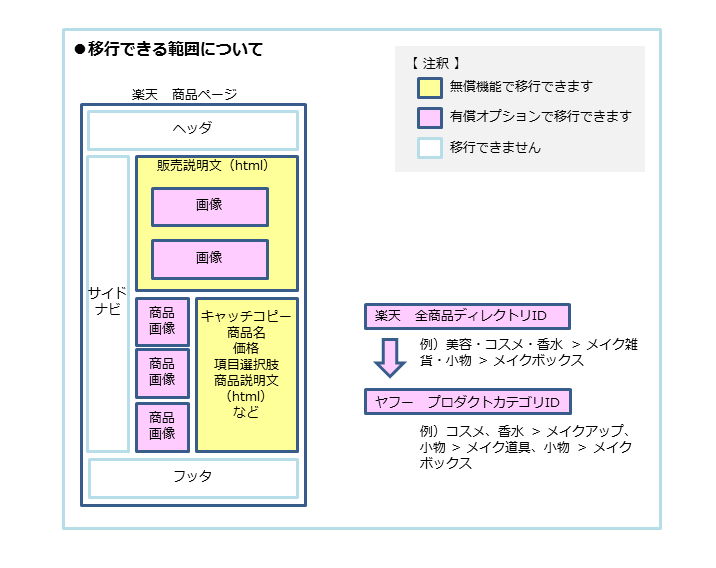 ●移行できる範囲について
【 注釈 】
無償機能で移行できます
有償オプションで移行できます
移行できません
楽天　商品ページ
ヘッダ
サイド
ナビ
販売説明文（html）
画像
画像
商品
画像
商品
画像
商品
画像
キャッチコピー
商品名
価格
項目選択肢
商品説明文
（html）
など
フッタ
楽天　全商品ディレクトリID
例）美容・コスメ・香水 > メイク雑
貨・小物 > メイクボックス
ヤフー　プロダクトカテゴリID
例）コスメ、香水 > メイクアップ、
小物 > メイク道具、小物 > メイク
ボックス